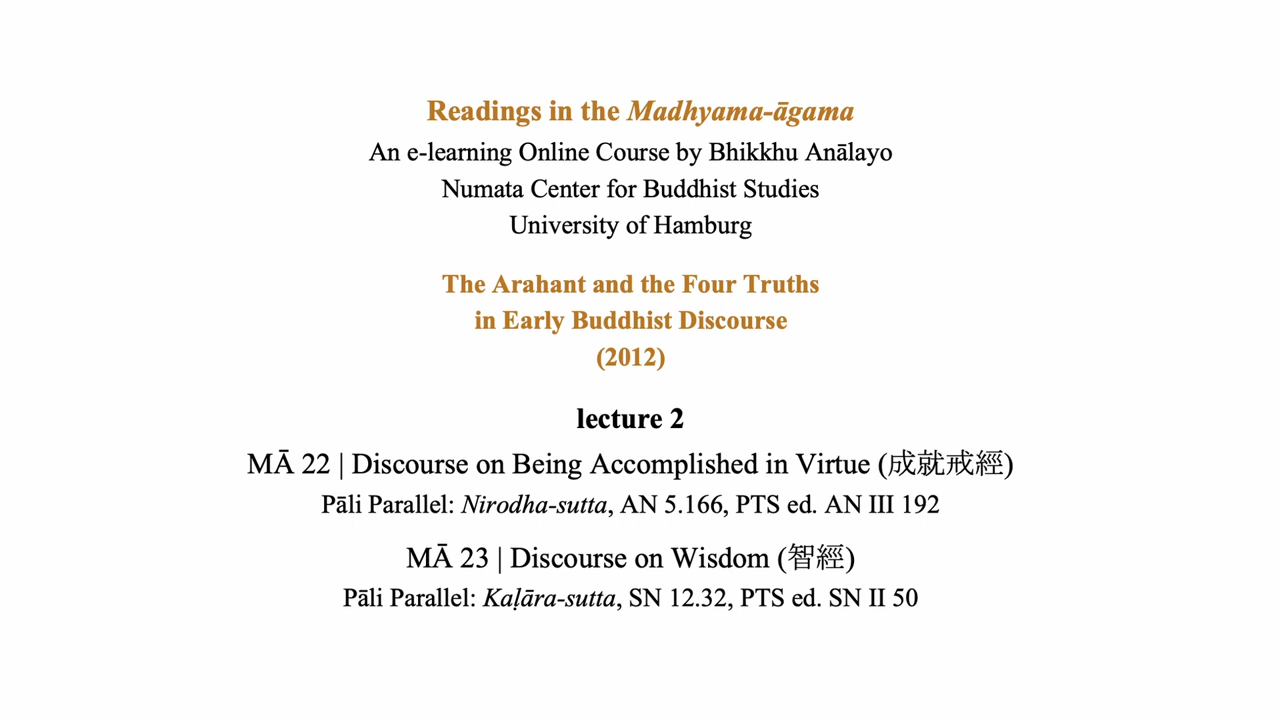 Readings in the Madhyama-āgama
An e-learning Online Course by Bhikkhu Anālayo
Numata Center for Buddhist Studies
University of Hamburg
The Arahant and the Four Truths
in Early Buddhist Discourse
(2012)
lecture 2
MĀ 22 | Discourse on Being Accomplished in Virtue (成就戒經)
Pāli Parallel: Nirodha-sutta, AN 5.166, PTS ed. AN III 192
MĀ 23 | Discourse on Wisdom (智經)
Pāli Parallel: Kaḷāra-sutta, SN 12.32, PTS ed. SN II 50